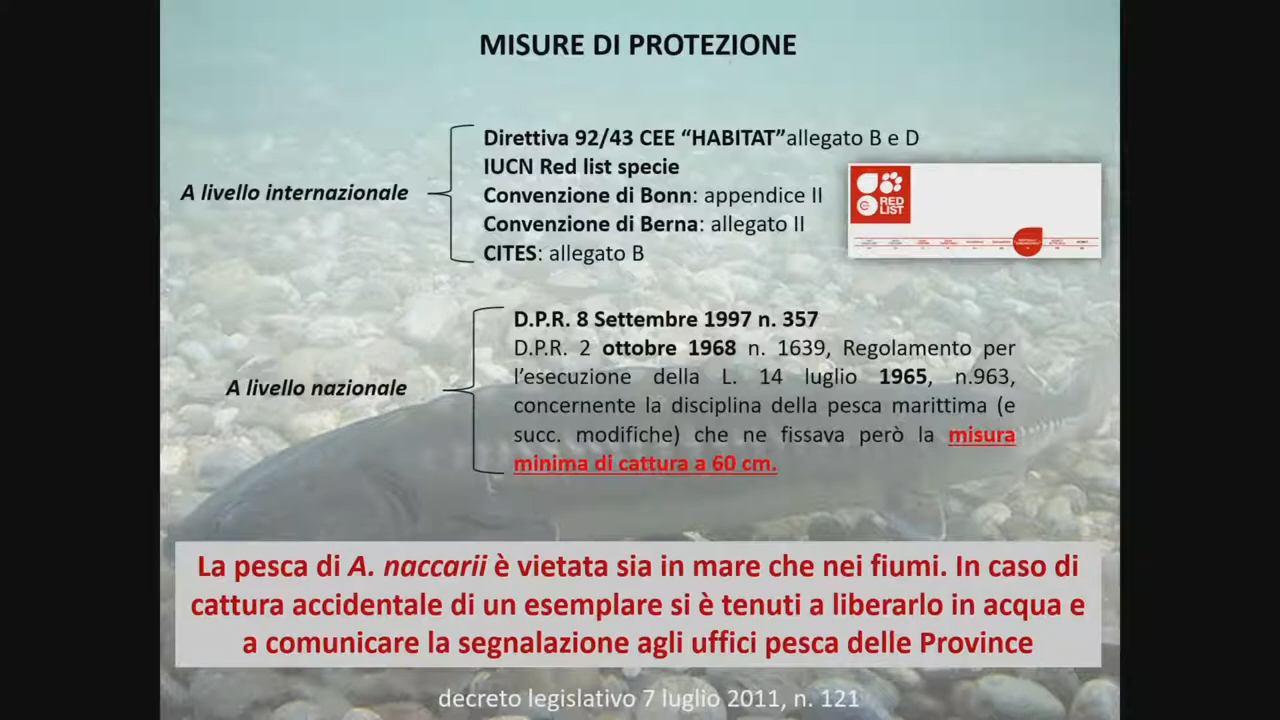 MISURE DI PROTEZIONE
A livello internazionale
Direttiva 92/43 CEE “HABITAT”allegato B e D
IUCN Red list specie
Convenzione di Bonn: appendice II
Convenzione di Berna: allegato II
CITES: allegato B
RED
LIST
A livello nazionale
D.P.R. 8 Settembre 1997 n. 357
D.P.R. 2 ottobre 1968 n. 1639, Regolamento per
l’esecuzione della L. 14 luglio 1965, n.963,
concernente la disciplina della pesca marittima (e
succ. modifiche) che ne fissava però la misura
minima di cattura a 60 cm.
La pesca di A. naccarii è vietata sia in mare che nei fiumi. In caso di
cattura accidentale di un esemplare si è tenuti a liberarlo in acqua e
a comunicare la segnalazione agli uffici pesca delle Province
decreto legislativo 7 luglio 2011, n. 121